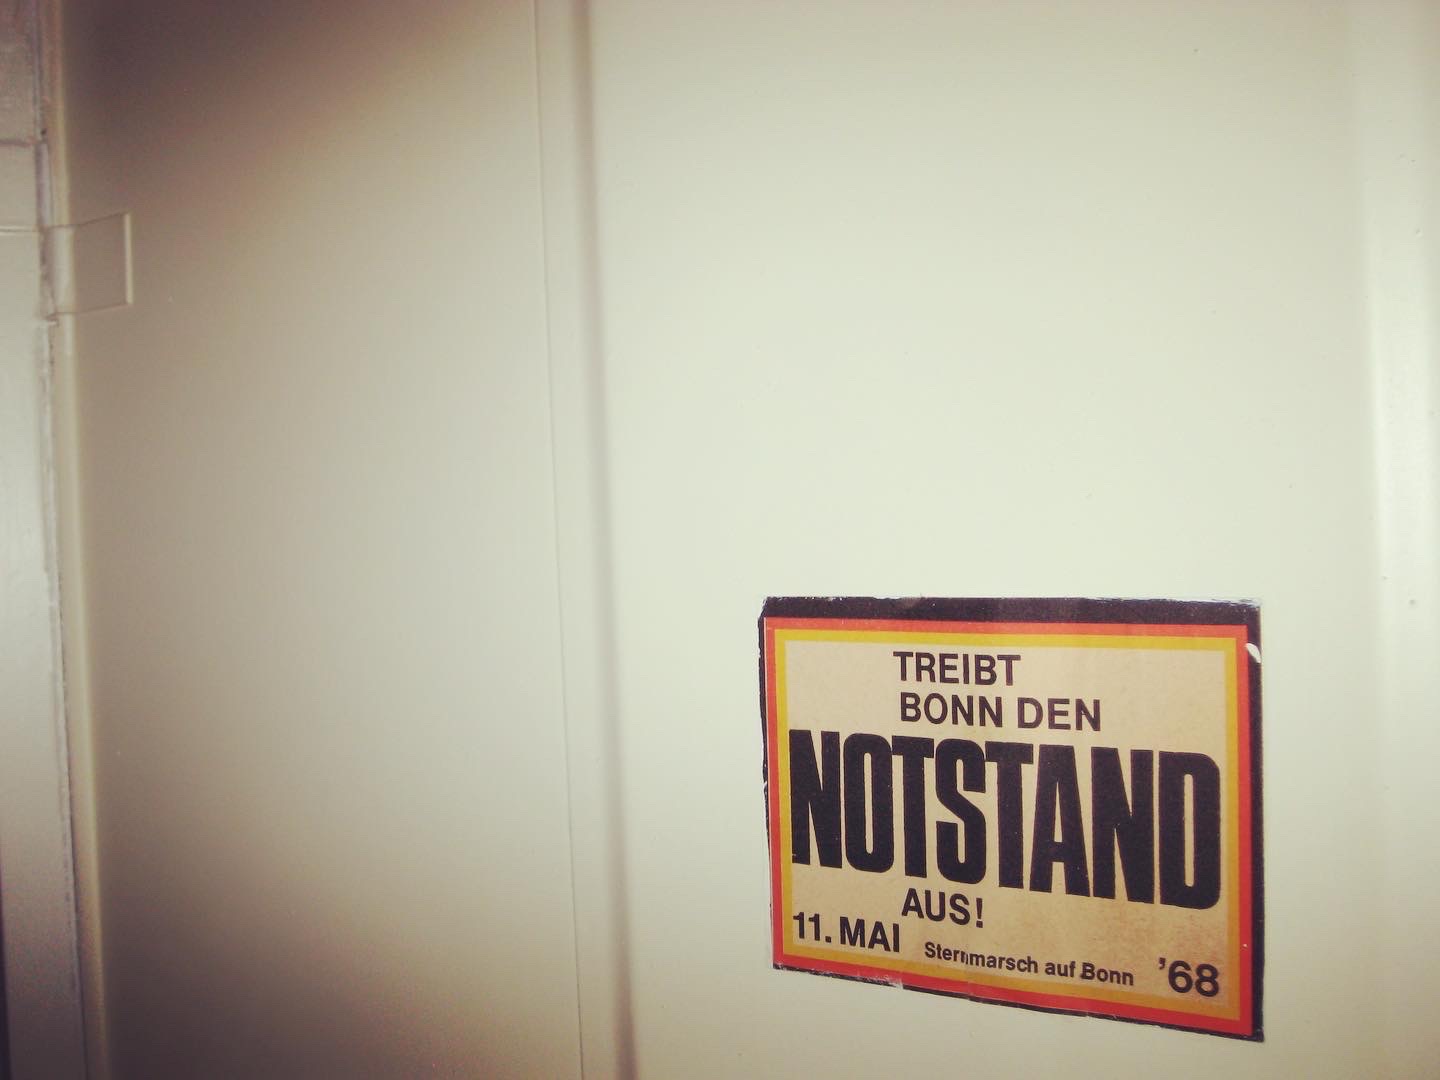 TREIBT
BONN DEN
NOTSTAND
AUS!
11. MAI
Sternmarsch auf Bonn
'68